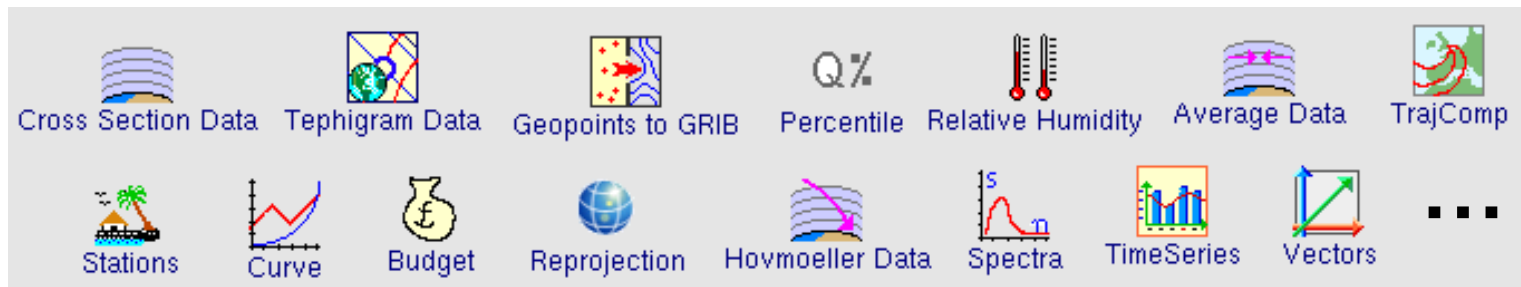 Q%
Cross Section Data
Tephigram Data
Geopoints to GRIB
Percentile
Relative Humidity
Average Data
TrajComp
£
S
n
Stations
Curve
Budget
Reprojection
Hovmoeller Data
Spectra
TimeSeries
Vectors
...